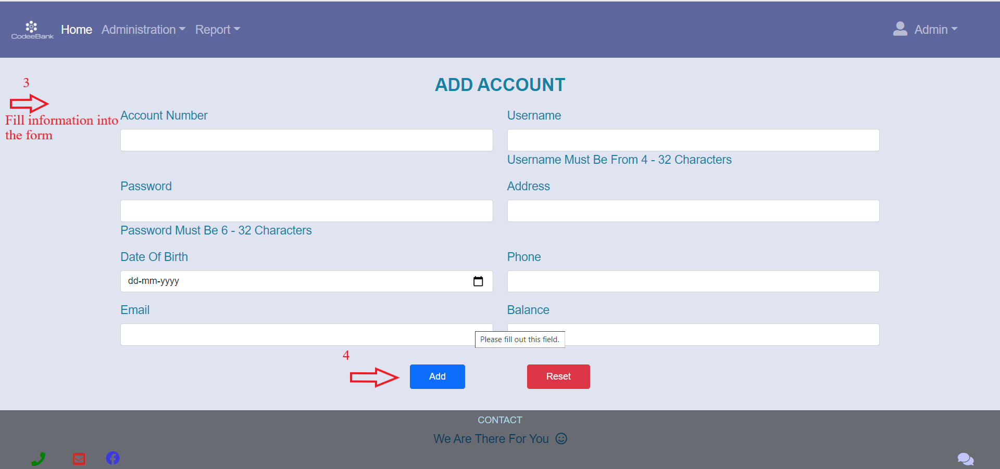 CodeeBank
Home Administration Report
Admin
3
Fill information into
the form
ADD ACCOUNT
Account Number
Username
Username Must Be From 4 - 32 Characters
Password
Address
Password Must Be 6 - 32 Characters
Date Of Birth
Phone
dd-mm-yyyy
Email
Balance
Please fill out this field.
4
Add
Reset
CONTACT
We Are There For You